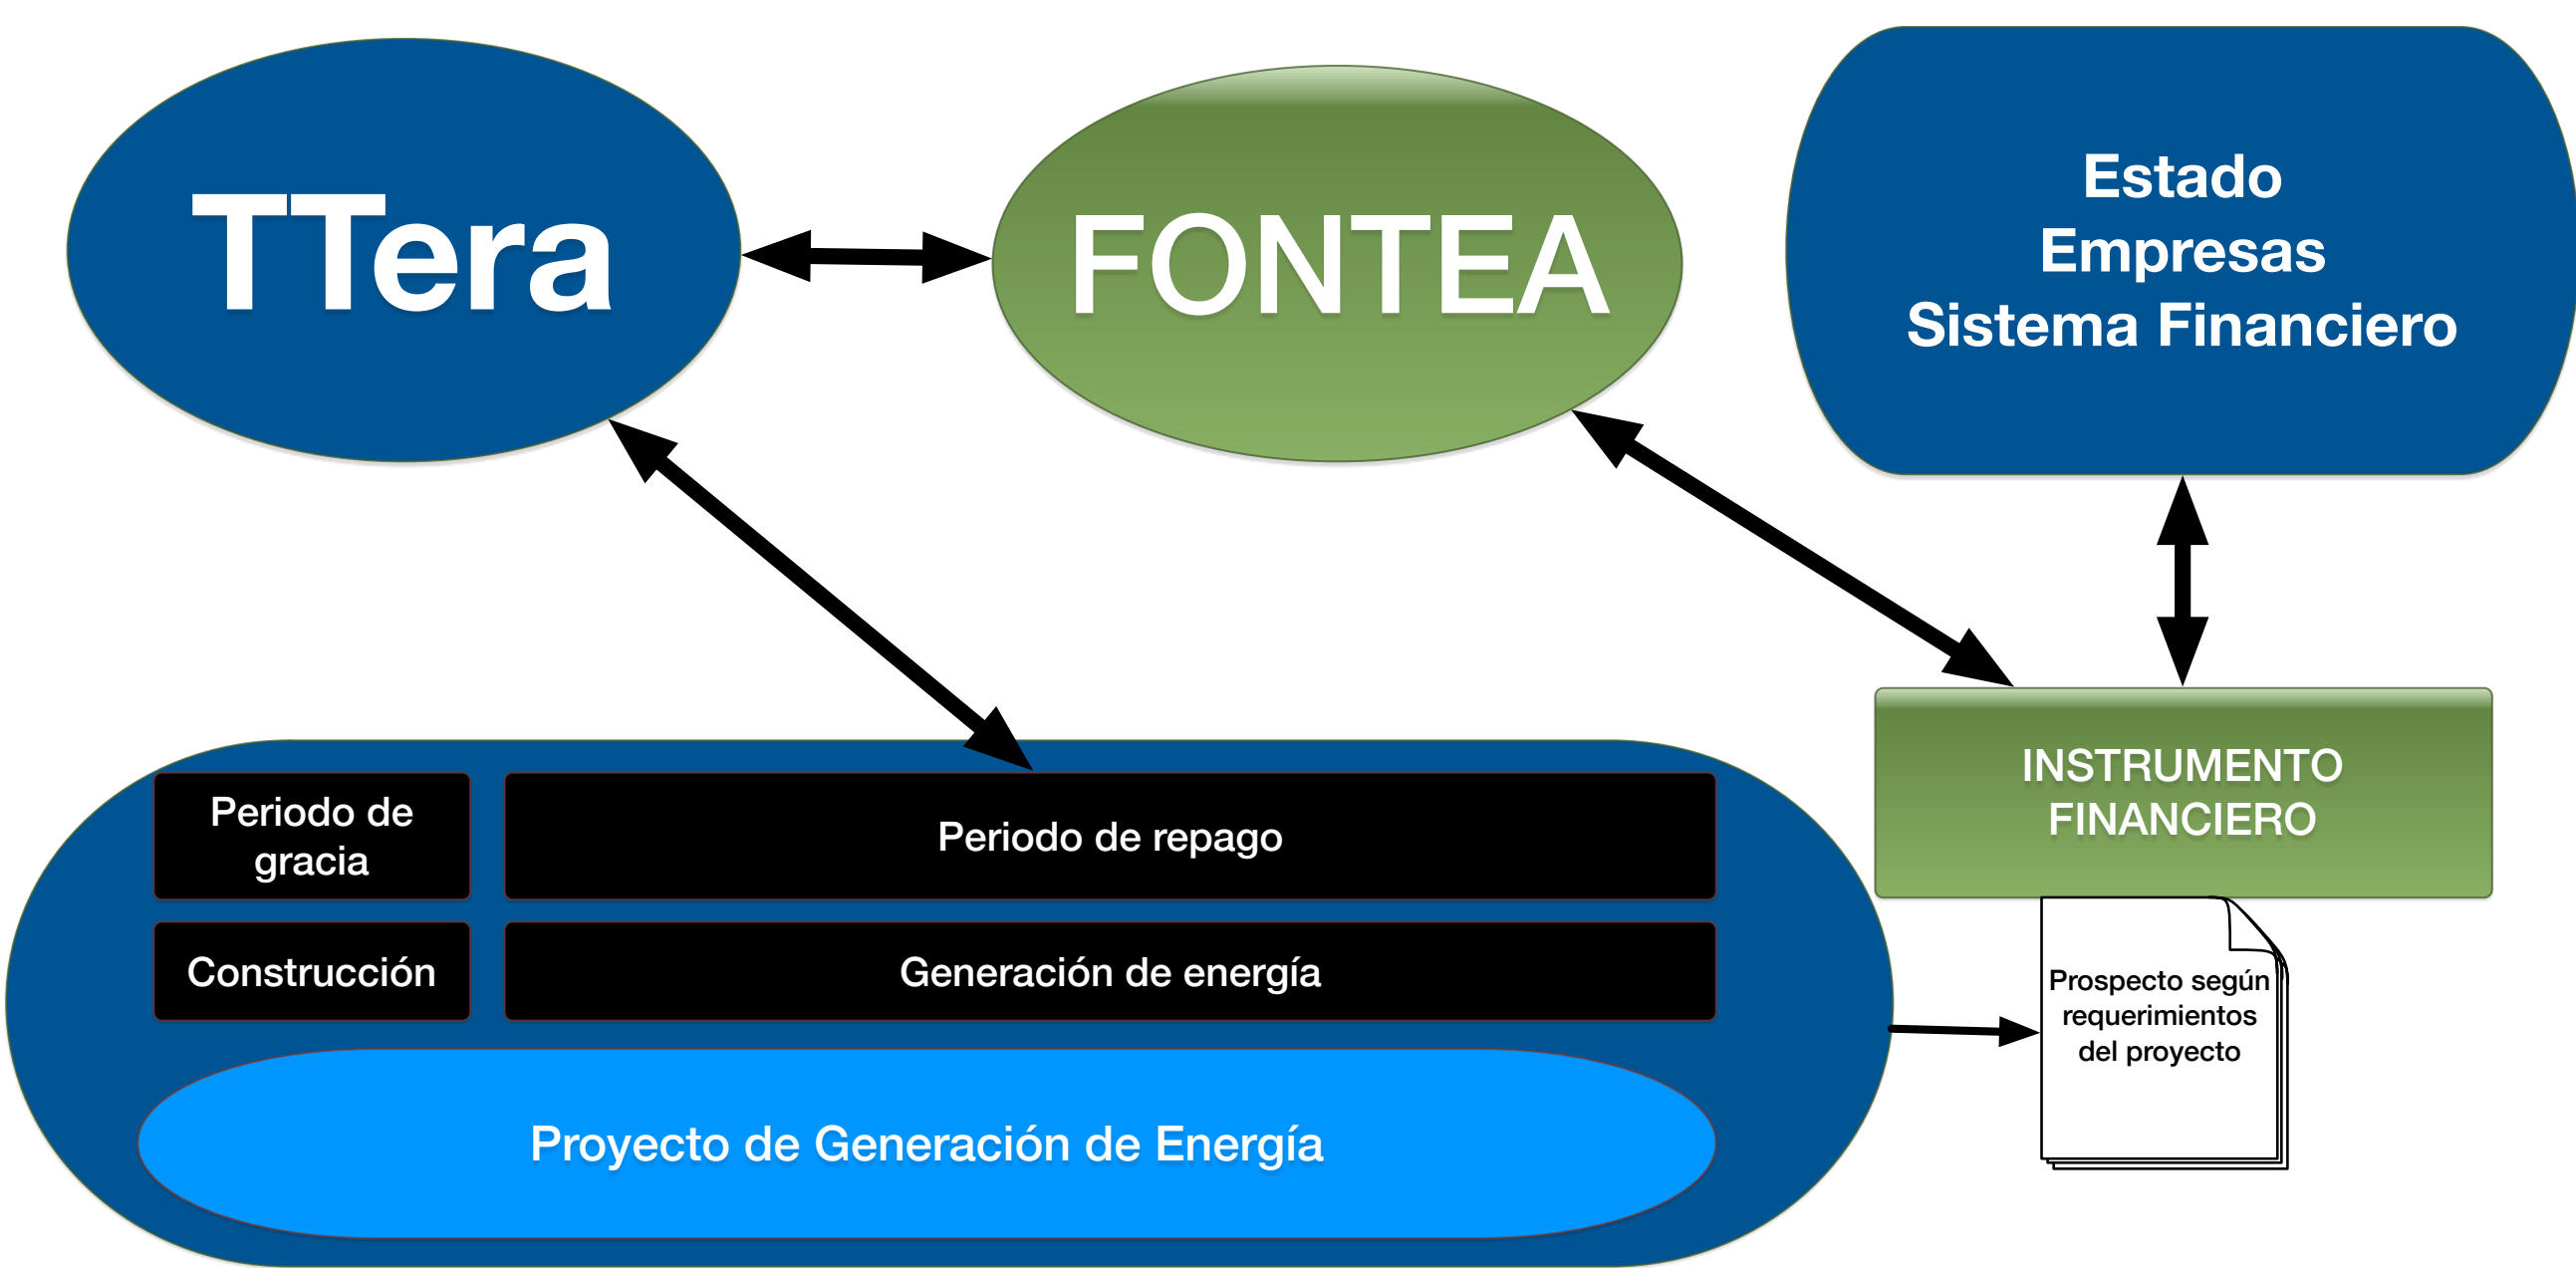 TTera
FONTEA
Estado
Empresas
Sistema Financiero
INSTRUMENTO
FINANCIERO
Periodo de
gracia
Periodo de repago
Construcción
Generación de energía
Prospecto según
requerimientos
del proyecto
Proyecto de Generación de Energía